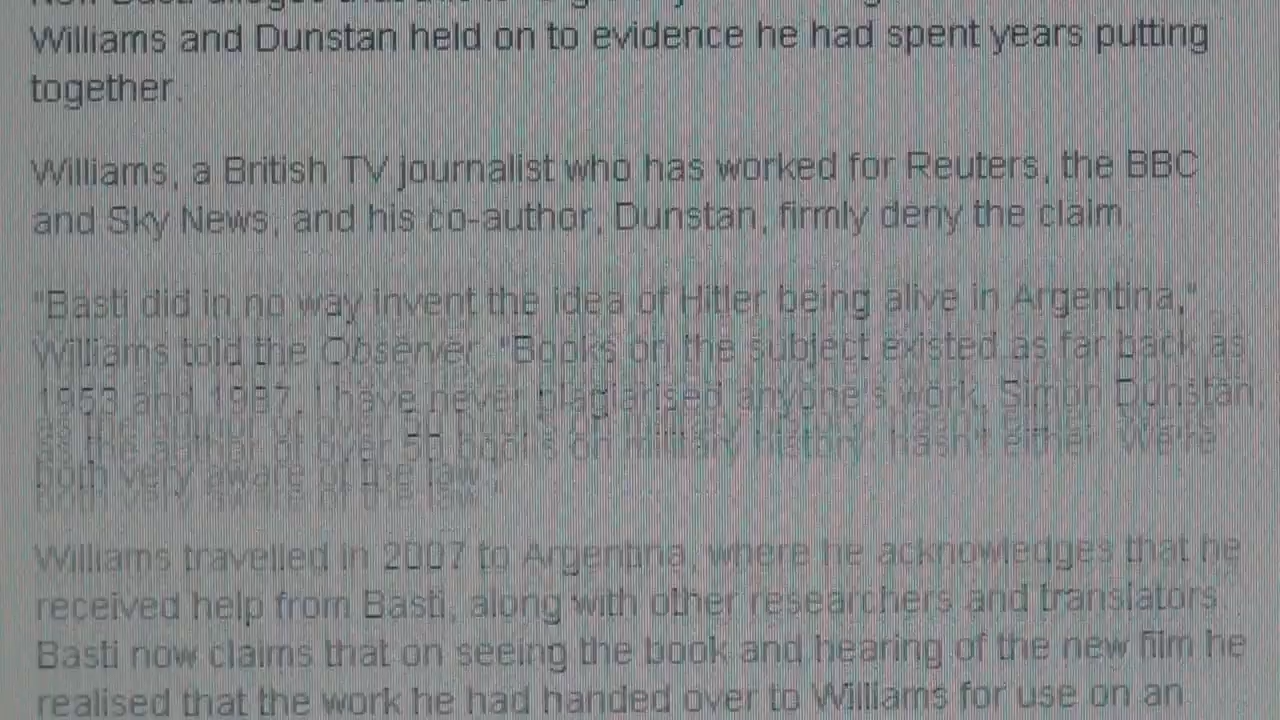 Williams and Dunstan held on to evidence he had spent years putting
together.
Williams, a British TV journalist who has worked for Reuters, the BBC
and Sky News, and his co-author, Dunstan, firmly deny the claim.
"Basti did in no way invent the idea of Hitler being alive in Argentina,"
Williams told the Observer. "Books on the subject existed as far back as
1953 and 1987. I have never plagiarised anyone's work. Simon Dunstan,
as the author of over 50 books on military history, hasn't either. We're
both very aware of the law."
Williams travelled in 2007 to Argentina, where he acknowledges that he
received help from Basti, along with other researchers and translators.
Basti now claims that on seeing the book and hearing of the new film he
realised that the work he had handed over to Williams for use on an